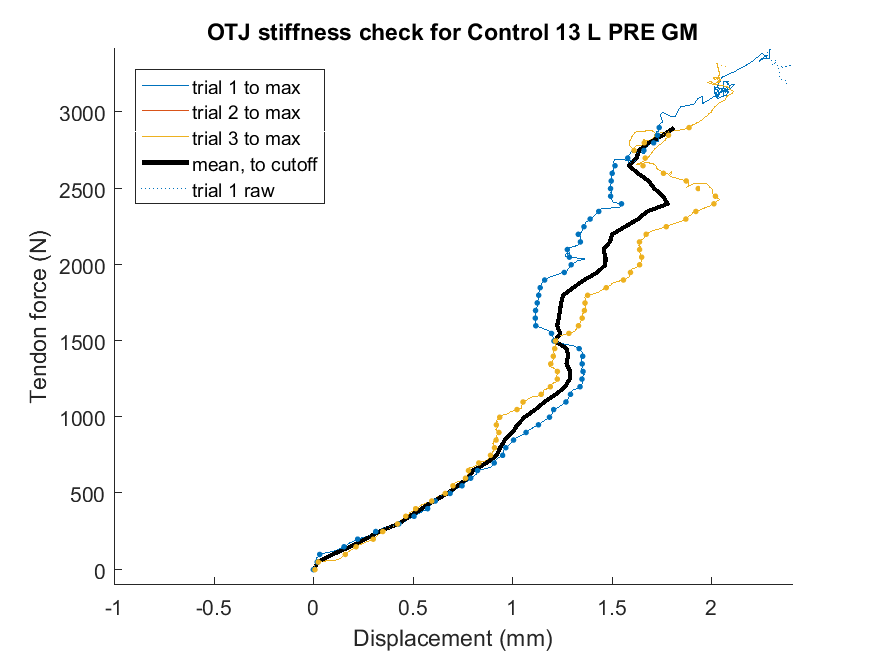 OTJ stiffness check for Control 13 L PRE GM
trial 1 to max
trial 2 to max
trial 3 to max
mean, to cutoff
trial 1 raw
Tendon force (N)
3000
2500
2000
1500
1000
500
0
-1
-0.5
0
0.5
1
1.5
2
Displacement (mm)